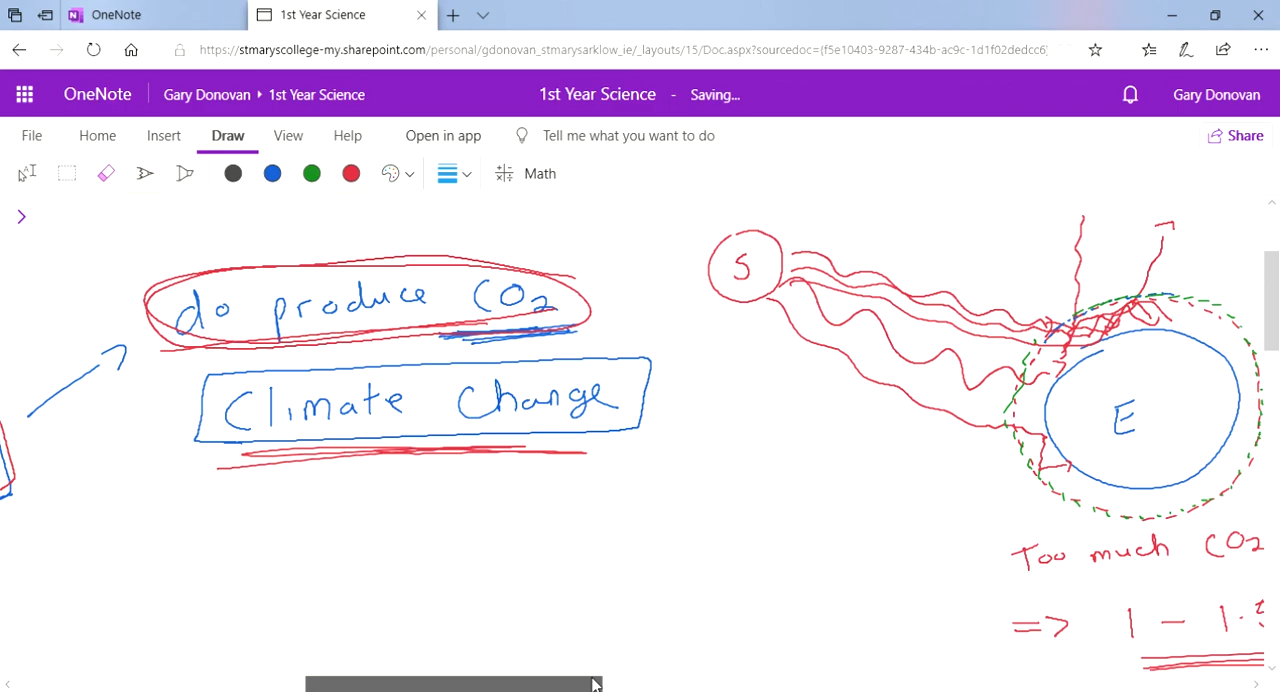 OneNote
1st Year Science
https://stmaryscollege-my.sharepoint.com/personal/gdonovan_stmarysarklow_ie/_layouts/15/Doc.aspx?sourcedoc={f5e10403-9287-434b-ac9c-1d1f02dedcc6}
OneNote Gary Donovan 1st Year Science 1st Year Science - Saving... Gary Donovan
File Home Insert Draw View Help Open in app Tell me what you want to do Share
Math
S
do produce CO2
Climate Change
E
Too much CO2
=> 1 - 1.